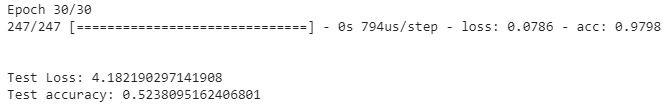 Epoch 30/30
247/247 [==============================] - 0s 794us/step - loss: 0.0786 - acc: 0.9798
Test Loss: 4.182190297141908
Test accuracy: 0.5238095162406801